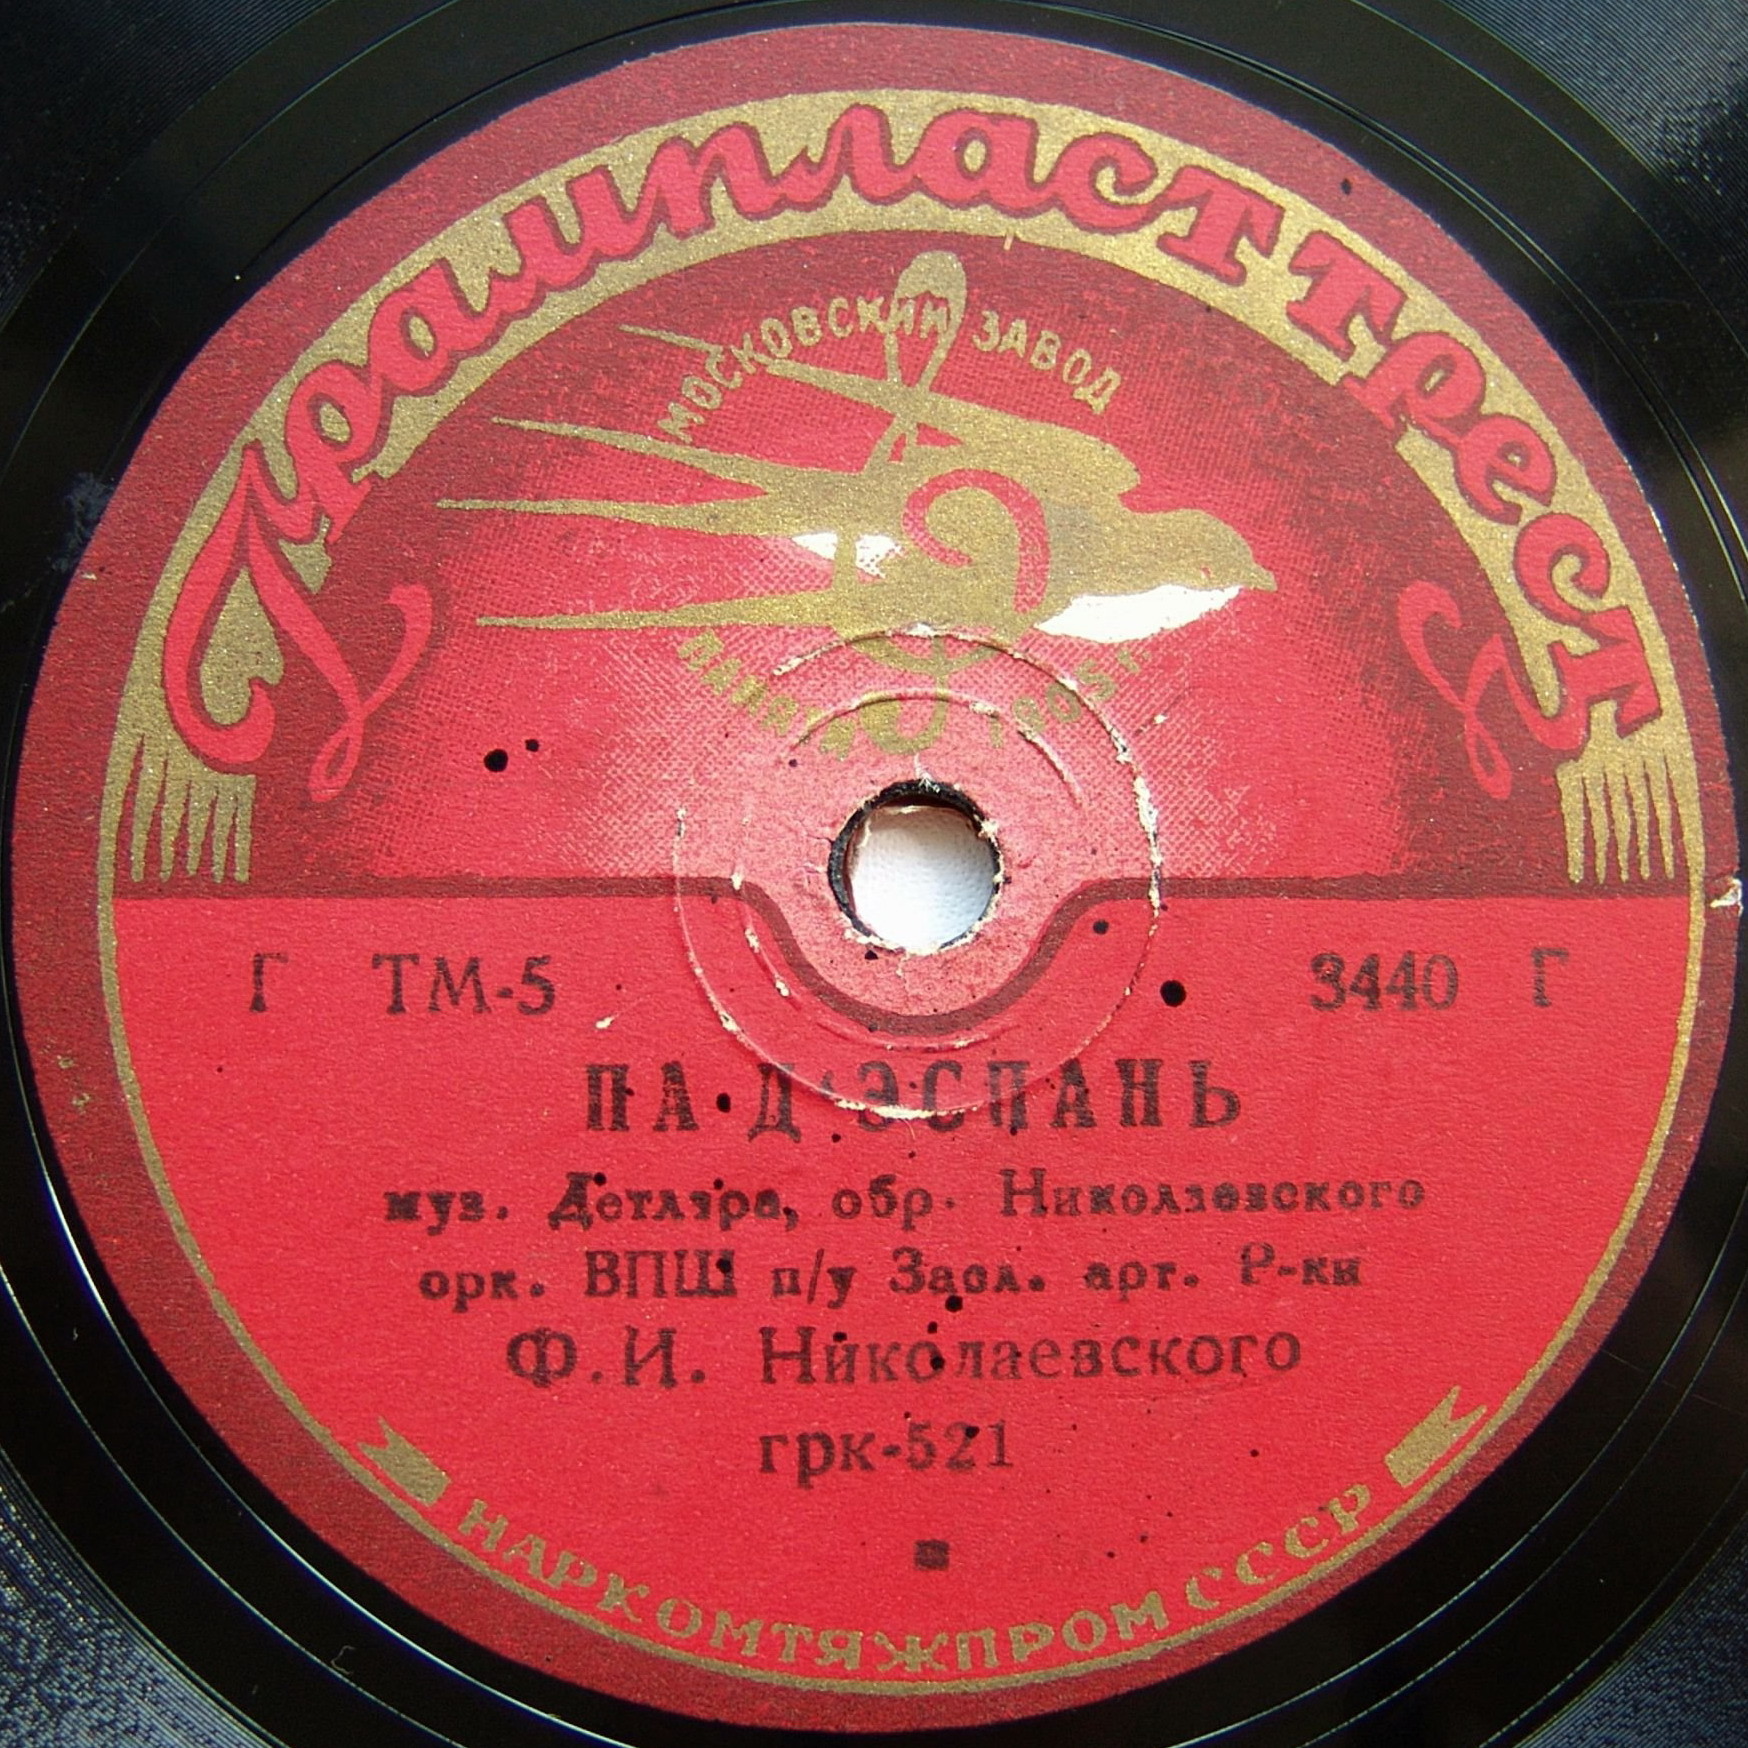 Грампласттрест
МОСКОВСКИЙ ЗАВОД
ПАМЯТИ 1905 г.
Г ТМ-5 3440 Г
ПА-Д'ЭСПАНЬ
муз. Детляра, обр. Николаевского
орк. ВПШ п/у Засл. арт. Р-ки
Ф.И. Николаевского
грк-521
НАРКОМТЯЖПРОМ СССР